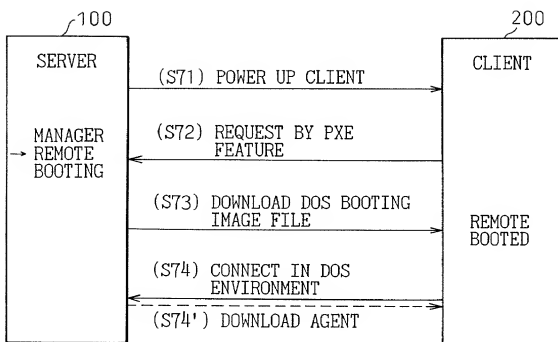 100
200
SERVER
CLIENT
(S71) POWER UP CLIENT
(S72) REQUEST BY PXE
FEATURE
MANAGER
REMOTE
BOOTING
(S73) DOWNLOAD DOS BOOTING
IMAGE FILE
REMOTE
BOOTED
(S74) CONNECT IN DOS
ENVIRONMENT
(S74') DOWNLOAD AGENT